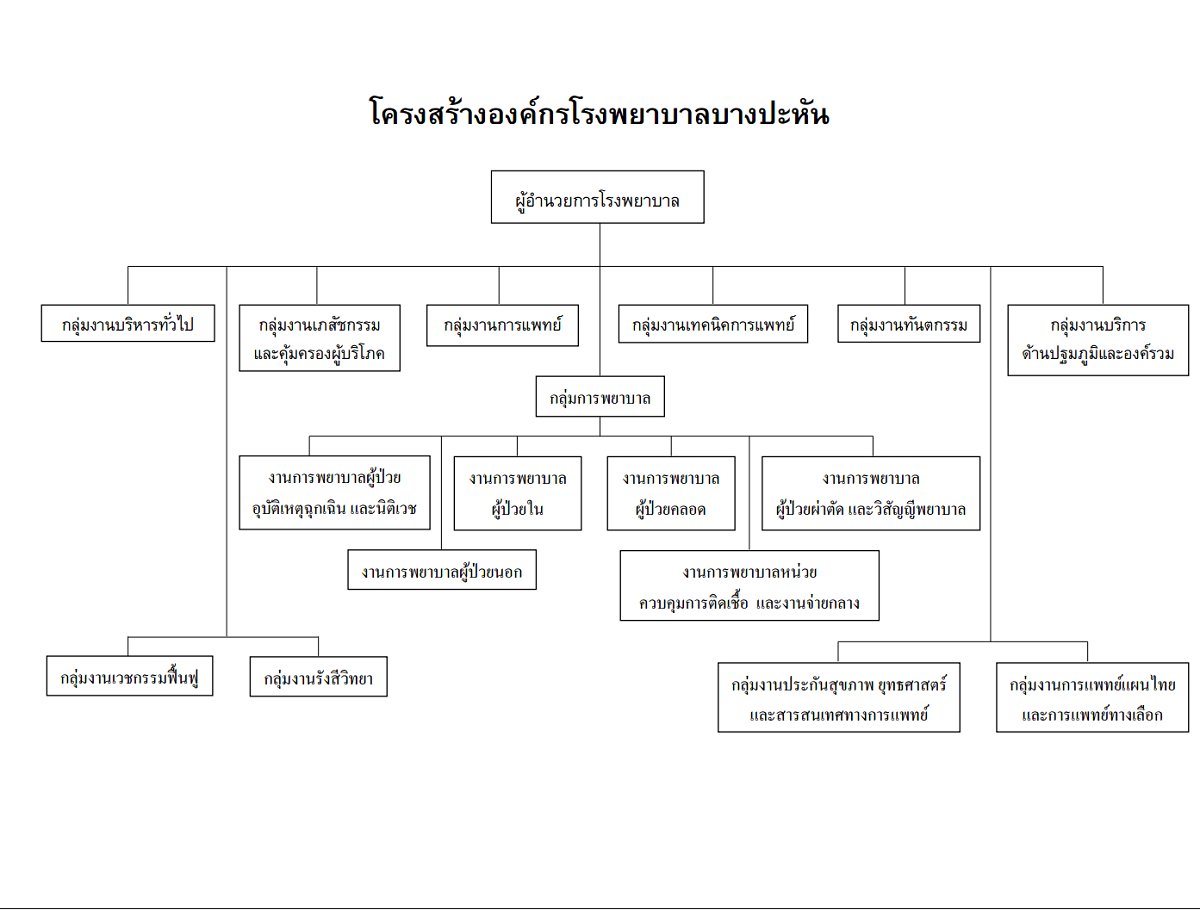 โครงสร้างองค์กรโรงพยาบาลบางปะหัน
ผู้อำนวยการโรงพยาบาล
กลุ่มงานบริหารทั่วไป
กลุ่มงานเภสัชกรรม
และคุ้มครองผู้บริโภค
กลุ่มงานการแพทย์
กลุ่มงานเทคนิคการแพทย์
กลุ่มงานทันตกรรม
กลุ่มงานบริการ
ด้านปฐมภูมิและองค์รวม
กลุ่มการพยาบาล
งานการพยาบาลผู้ป่วย
อุบัติเหตุฉุกเฉิน และนิติเวช
งานการพยาบาล
ผู้ป่วยใน
งานการพยาบาล
ผู้ป่วยคลอด
งานการพยาบาล
ผู้ป่วยผ่าตัด และวิสัญญีพยาบาล
งานการพยาบาลผู้ป่วยนอก
งานการพยาบาลหน่วย
ควบคุมการติดเชื้อ และงานจ่ายกลาง
กลุ่มงานเวชกรรมฟื้นฟู
กลุ่มงานรังสีวิทยา
กลุ่มงานประกันสุขภาพ ยุทธศาสตร์
และสารสนเทศทางการแพทย์
กลุ่มงานการแพทย์แผนไทย
และการแพทย์ทางเลือก